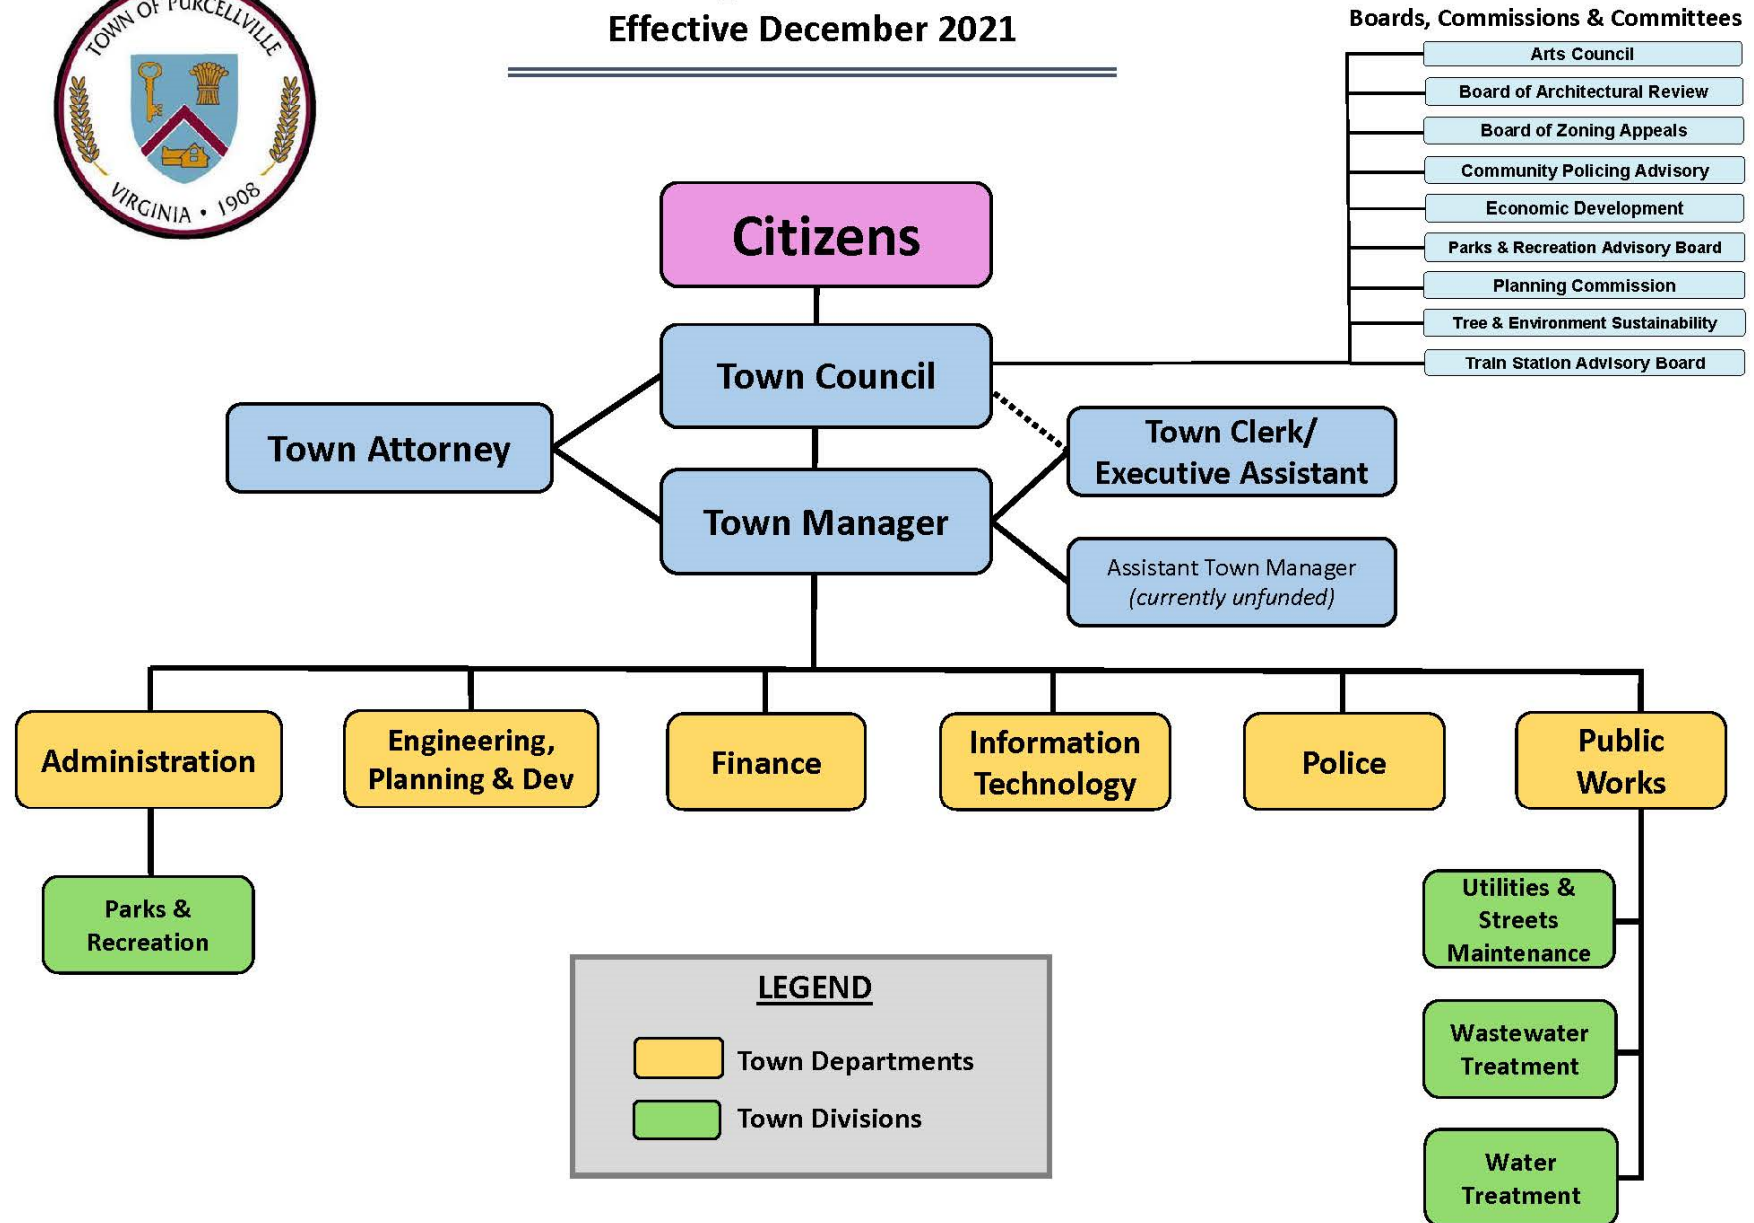 TOWN OF PURCELLVILLE
VIRGINIA • 1908
Effective December 2021
Boards, Commissions & Committees
Arts Council
Board of Architectural Review
Board of Zoning Appeals
Community Policing Advisory
Economic Development
Parks & Recreation Advisory Board
Planning Commission
Tree & Environment Sustainability
Train Station Advisory Board
Citizens
Town Council
Town Attorney
Town Clerk/
Executive Assistant
Town Manager
Assistant Town Manager
(currently unfunded)
Administration
Engineering,
Planning & Dev
Finance
Information
Technology
Police
Public
Works
Parks &
Recreation
Utilities &
Streets
Maintenance
Wastewater
Treatment
Water
Treatment
LEGEND
Town Departments
Town Divisions